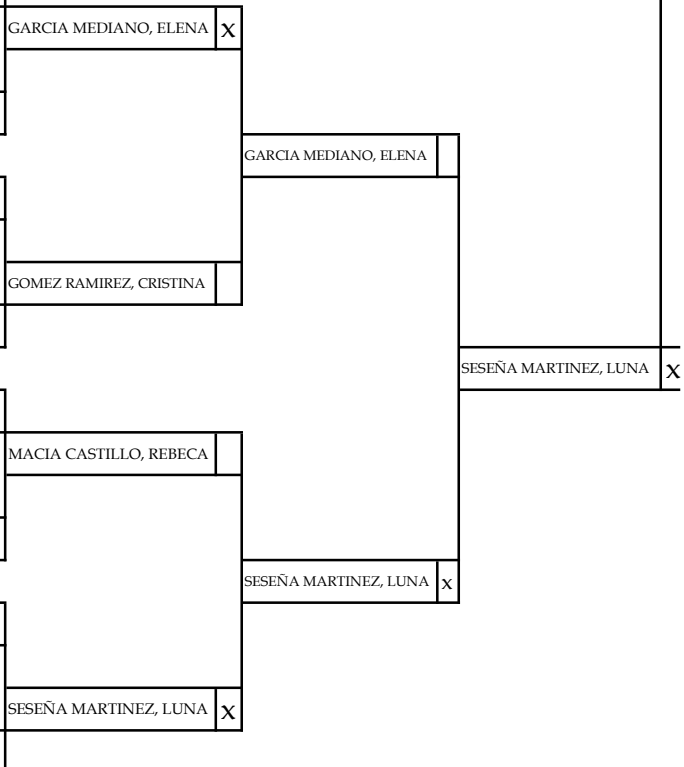 GARCIA MEDIANO, ELENA X
GARCIA MEDIANO, ELENA
GOMEZ RAMIREZ, CRISTINA
SESEÑA MARTINEZ, LUNA X
MACIA CASTILLO, REBECA
SESEÑA MARTINEZ, LUNA x
SESEÑA MARTINEZ, LUNA X